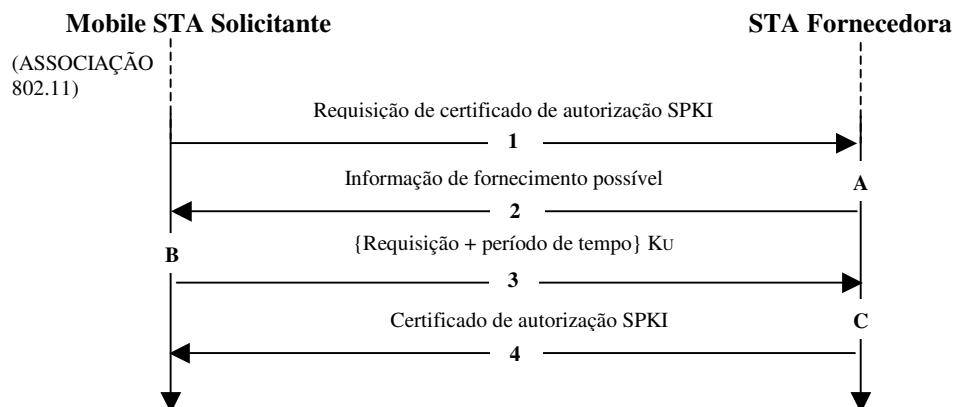 Mobile STA Solicitante
STA Fornecedora
(ASSOCIAÇÃO
802.11)
Requisição de certificado de autorização SPKI
1
Informação de fornecimento possível
A
2
{Requisição + período de tempo} KU
B
3
Certificado de autorização SPKI
C
4